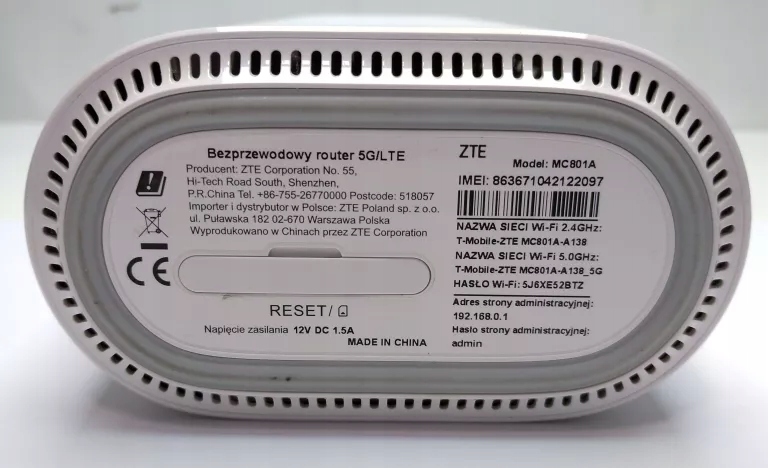 Bezprzewodowy router 5G/LTE
Producent: ZTE Corporation No. 55,
Hi-Tech Road South, Shenzhen,
P.R.China Tel. +86-755-26770000 Postcode: 518057
Importer i dystrybutor w Polsce: ZTE Poland sp. z o.o.
ul. Puławska 182 02-670 Warszawa Polska
Wyprodukowano w Chinach przez ZTE Corporation
CE
RESET/
Napięcie zasilania 12V DC 1.5A
MADE IN CHINA
ZTE
Model: MC801A
IMEI: 863671042122097
NAZWA SIECI Wi-Fi 2.4GHz:
T-Mobile-ZTE MC801A-A138
NAZWA SIECI Wi-Fi 5.0GHz:
T-Mobile-ZTE MC801A-A138_5G
HASŁO Wi-Fi: 5J6XE52BTZ
Adres strony administracyjnej:
192.168.0.1
Hasło strony administracyjnej:
admin